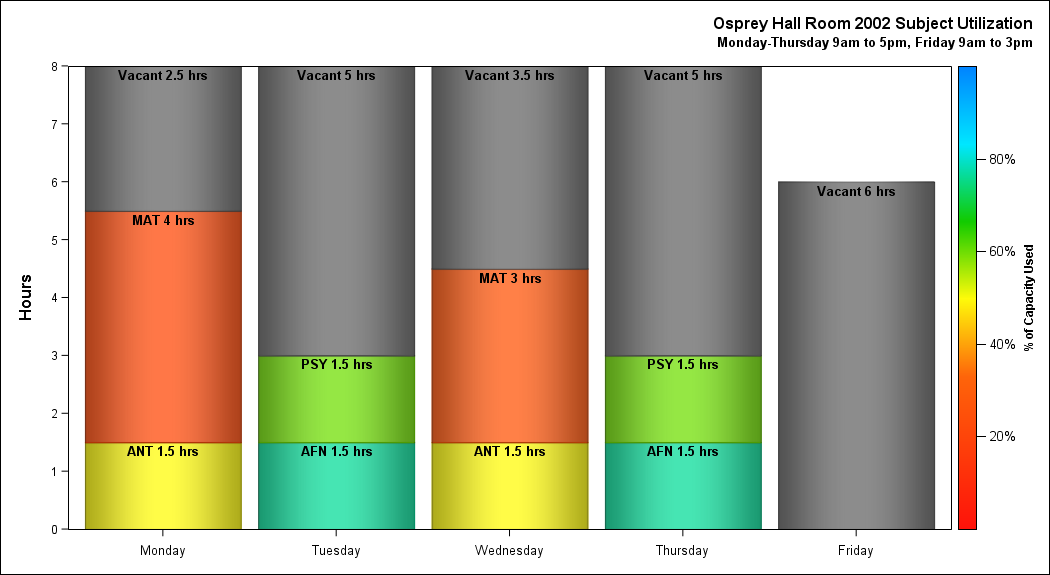 Osprey Hall Room 2002 Subject Utilization
Monday-Thursday 9am to 5pm, Friday 9am to 3pm
8
7
6
5
4
3
2
1
0
Hours
Vacant 2.5 hrs
MAT 4 hrs
ANT 1.5 hrs
Vacant 5 hrs
PSY 1.5 hrs
AFN 1.5 hrs
Vacant 3.5 hrs
MAT 3 hrs
ANT 1.5 hrs
Vacant 5 hrs
PSY 1.5 hrs
AFN 1.5 hrs
Vacant 6 hrs
Monday
Tuesday
Wednesday
Thursday
Friday
80%
60%
40%
20%
% of Capacity Used